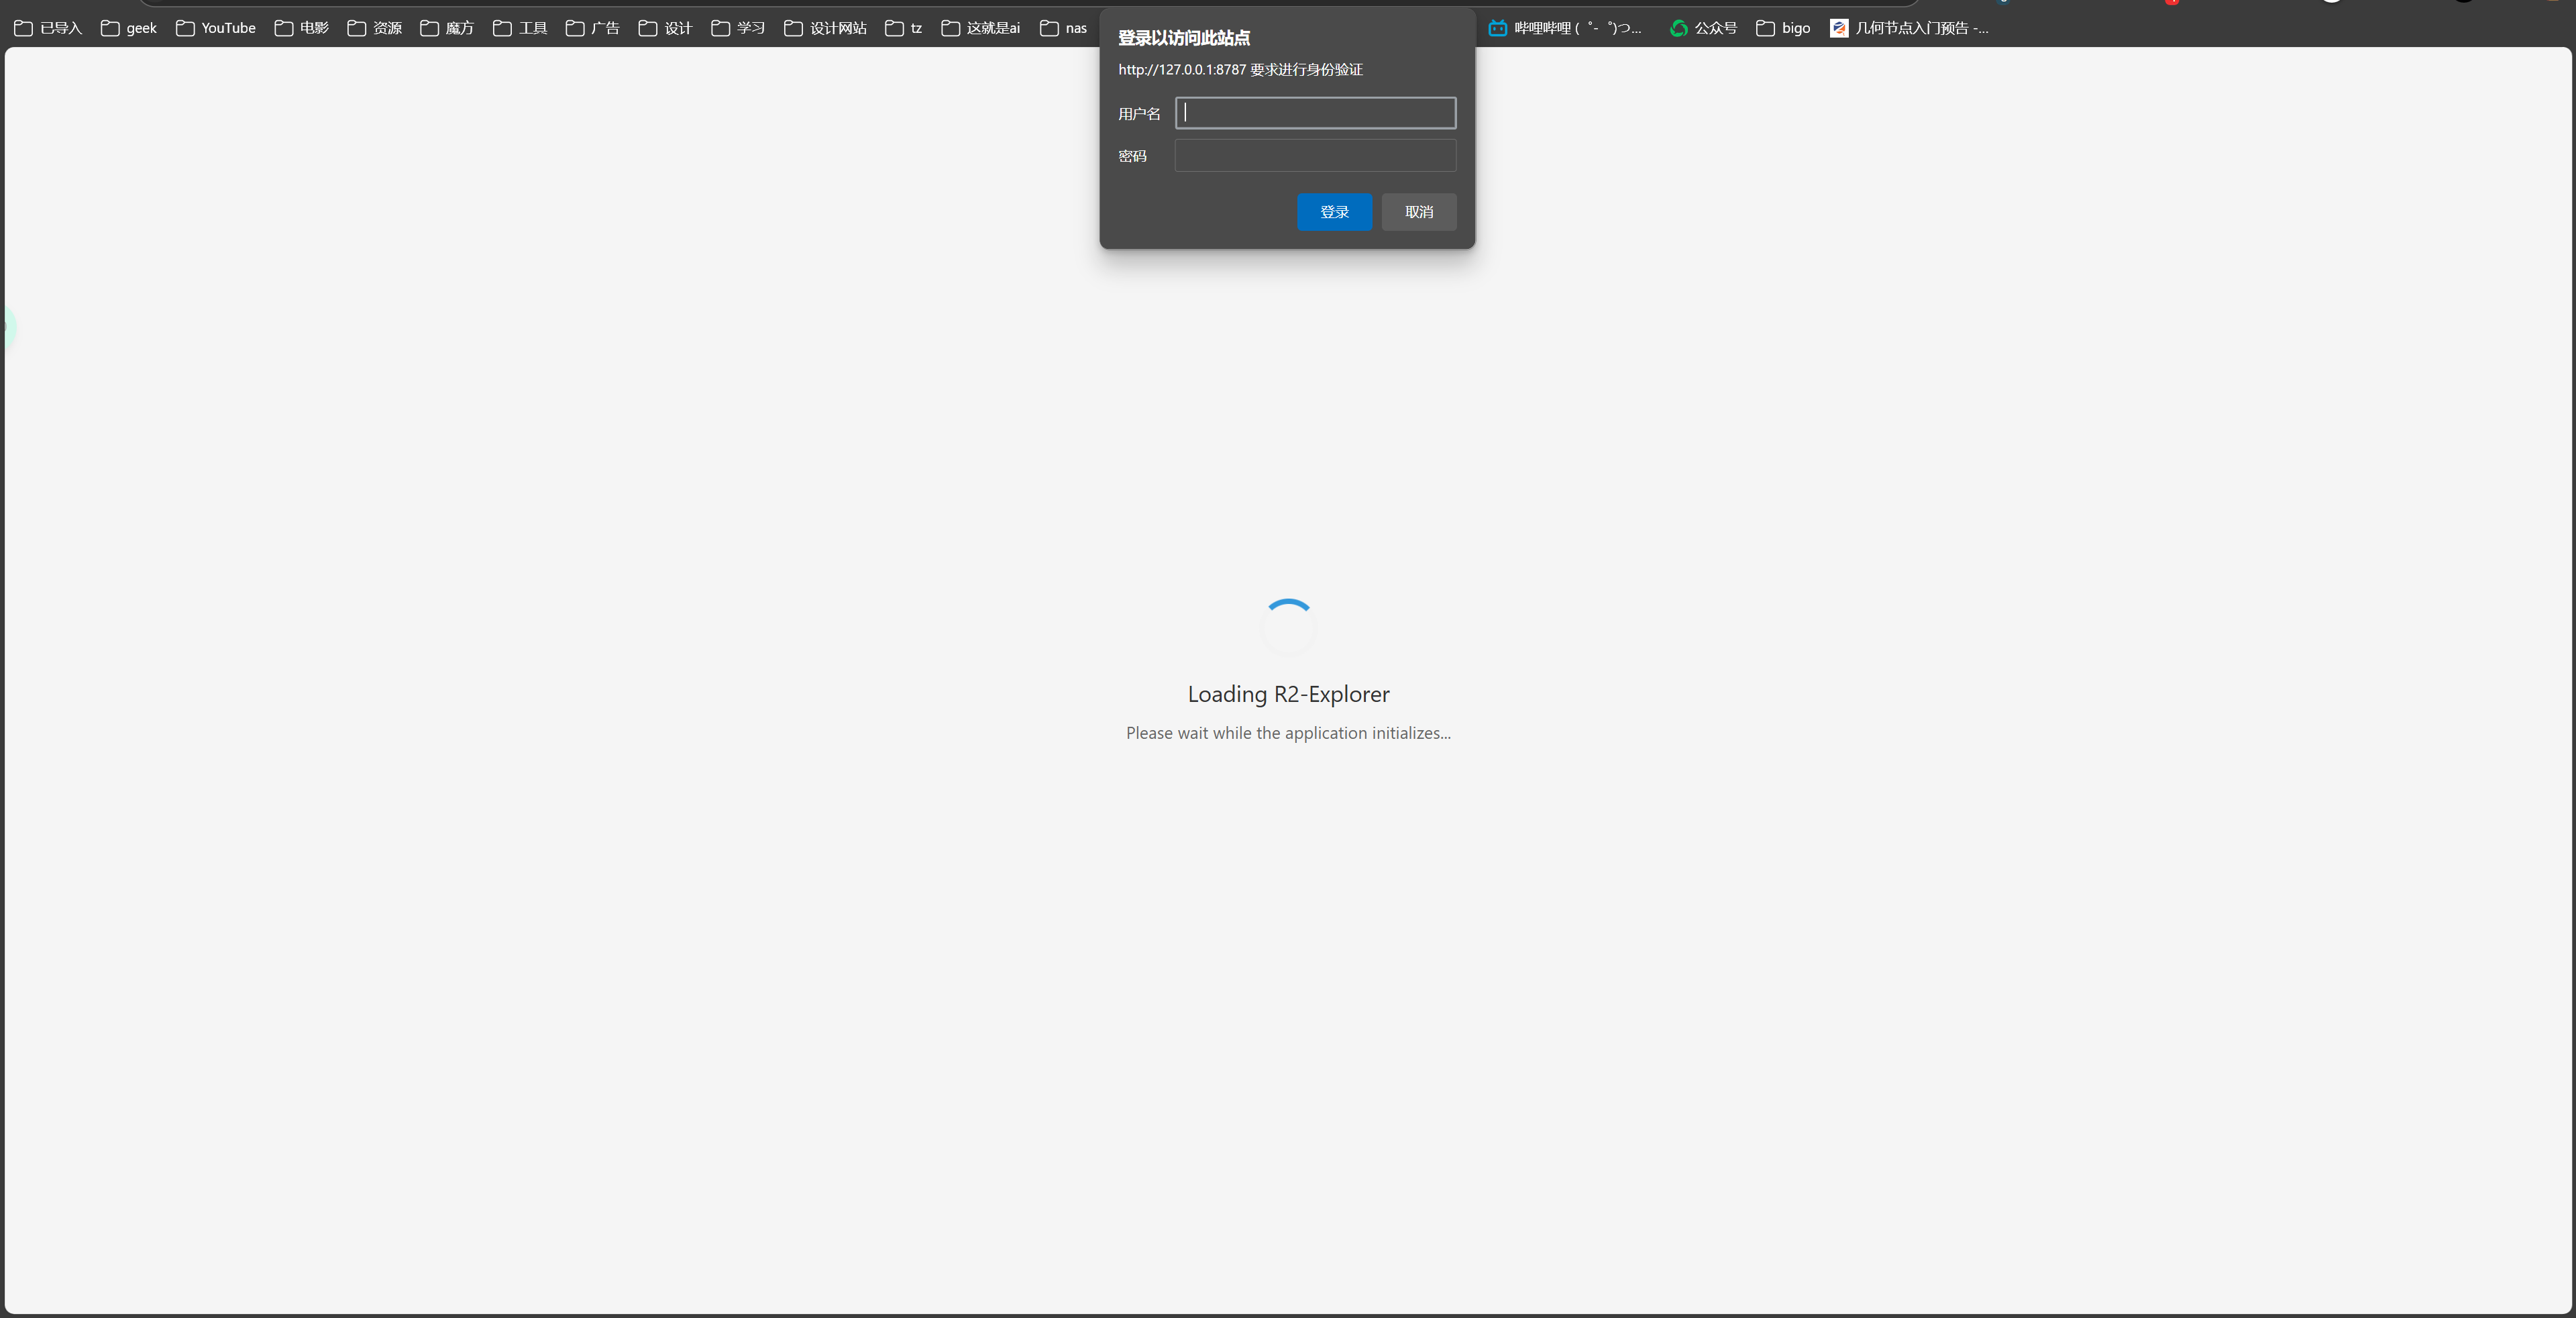 已导入 geek YouTube 电影 资源 魔方 工具 广告 设计 学习 设计网站 tz 这就是ai nas 哔哩哔哩 (゜-゜)つ... 公众号 bigo 几何节点入门预告 -...
登录以访问此站点
http://127.0.0.1:8787 要求进行身份验证
用户名
密码
登录 取消
Loading R2-Explorer
Please wait while the application initializes...